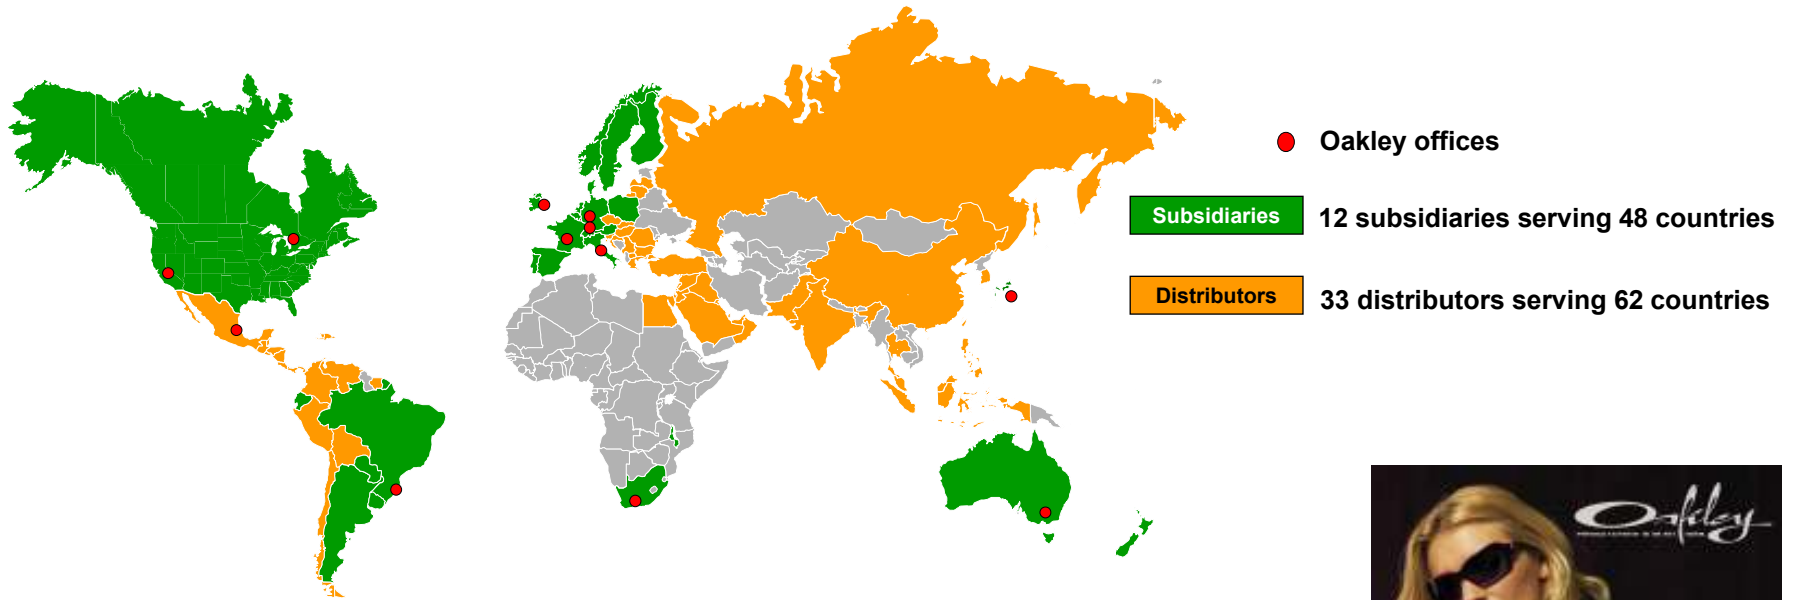 Oakley offices
Subsidiaries
12 subsidiaries serving 48 countries
Distributors
33 distributors serving 62 countries
Oakley